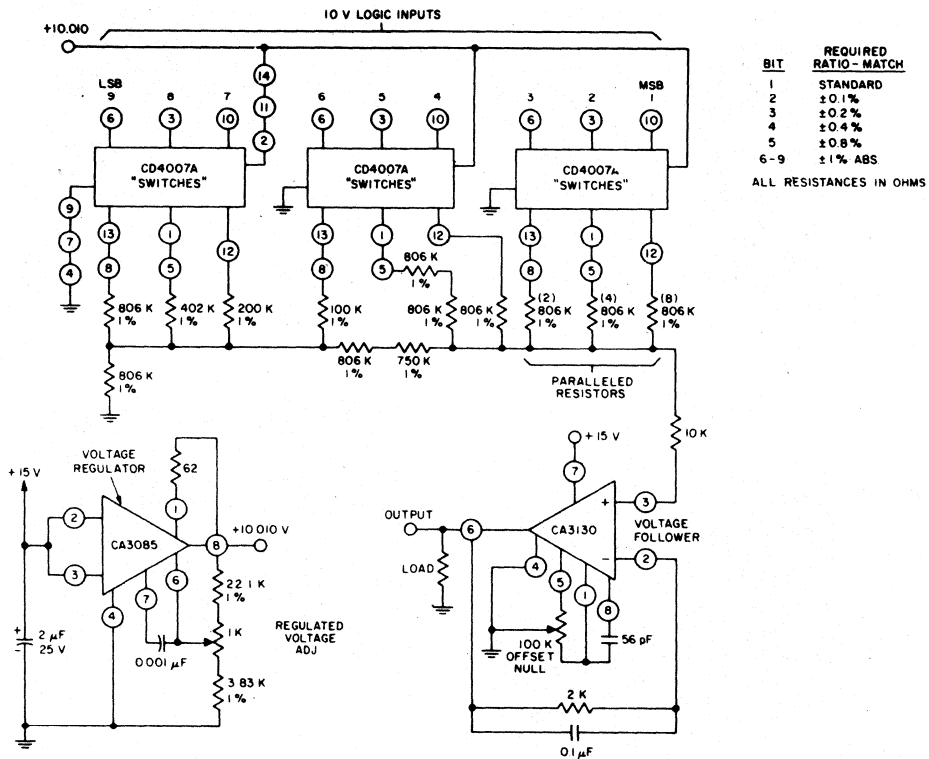 10 V LOGIC INPUTS
+10.010
LSB
9 8 7
14
11
2
6 3 10
CD4007A
"SWITCHES"
9
7
4
13 1 12
8 5
806 K
1%
402 K
1%
200 K
1%
806 K
1%
6 5 4
6 3 10
CD4007A
"SWITCHES"
13 1 12
8 5
806 K
1%
100 K
1%
806 K
1%
806 K
1%
806 K
1%
750 K
1%
MSB
3 2 1
6 3 10
CD4007A
"SWITCHES"
13 1 12
8 5
(2)
806 K
1%
(4)
806 K
1%
(8)
806 K
1%
PARALLELED
RESISTORS
BIT REQUIRED RATIO-MATCH
1 STANDARD
2 ±0.1%
3 ±0.2%
4 ±0.4%
5 ±0.8%
6-9 ±1% ABS.
ALL RESISTANCES IN OHMS
+15 V
VOLTAGE
REGULATOR
62
1
2
3
CA3085
8
+10.010 V
6
7
4
22.1 K
1%
1K
0.001 µF
3.83 K
1%
REGULATED
VOLTAGE
ADJ
+
-
2 µF
25 V
10 K
+15 V
7
OUTPUT
6
CA3130
+
-
3
VOLTAGE
FOLLOWER
2
LOAD
4
5
1
8
56 pF
100 K
OFFSET
NULL
2 K
0.1 µF